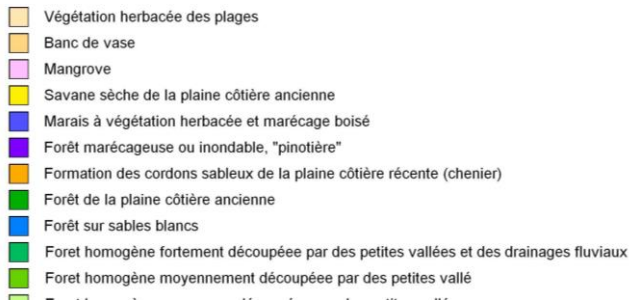 Végétation herbacée des plages
Banc de vase
Mangrove
Savane sèche de la plaine côtière ancienne
Marais à végétation herbacée et marécage boisé
Forêt marécageuse ou inondable, "pinotière"
Formation des cordons sableux de la plaine côtière récente (chenier)
Forêt de la plaine côtière ancienne
Forêt sur sables blancs
Foret homogène fortement découpéee par des petites vallées et des drainages fluviaux
Foret homogène moyennement découpéee par des petites vallé